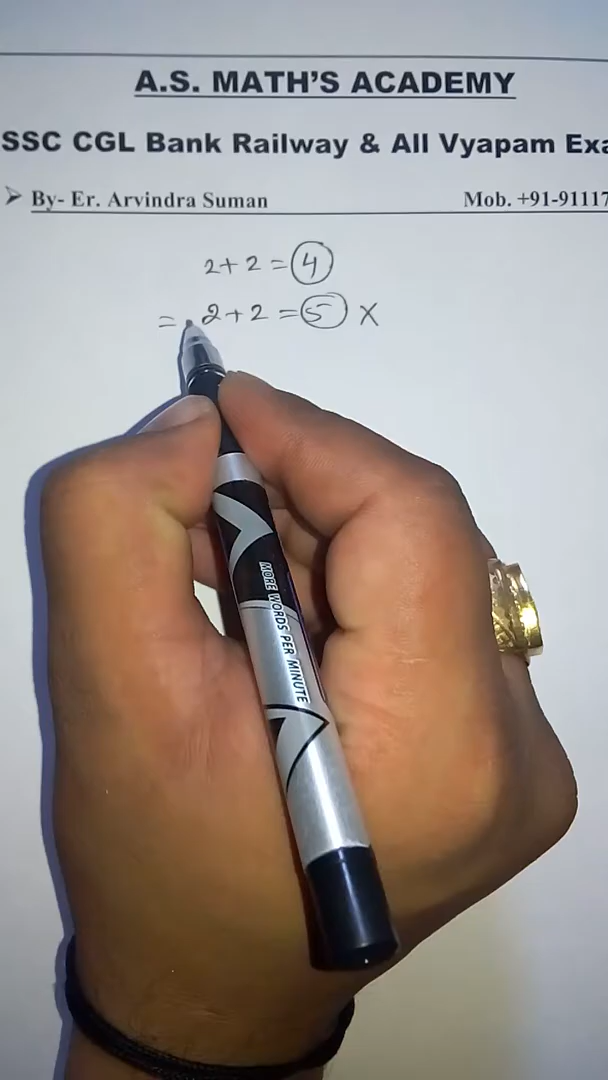 A.S. MATH'S ACADEMY
SSC CGL Bank Railway & All Vyapam Exa
➢ By- Er. Arvindra Suman Mob. +91-91117
2+2=4
= 2+2=5 X
MORE WORDS PER MINUTE